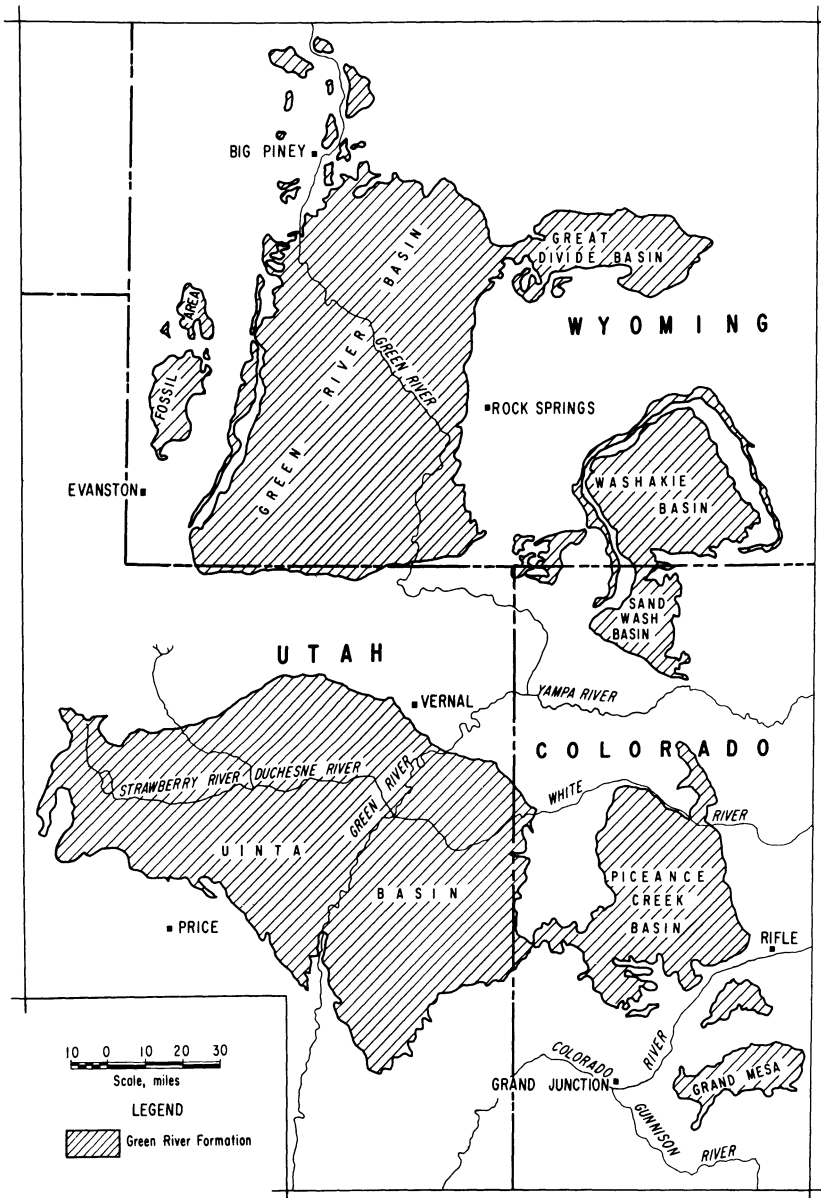 BIG PINEY
GREAT
DIVIDE BASIN
WYOMING
AREA
FOSSIL
GREEN RIVER BASIN
GREEN RIVER
ROCK SPRINGS
EVANSTON
WASHAKIE
BASIN
SAND
WASH
BASIN
UTAH
VERNAL
YAMPA RIVER
COLORADO
STRAWBERRY RIVER
DUCHESNE RIVER
GREEN RIVER
WHITE RIVER
UINTA
BASIN
PICEANCE
CREEK
BASIN
PRICE
RIFLE
10 0 10 20 30
Scale, miles
LEGEND
Green River Formation
COLORADO RIVER
GRAND JUNCTION
GRAND MESA
GUNNISON RIVER